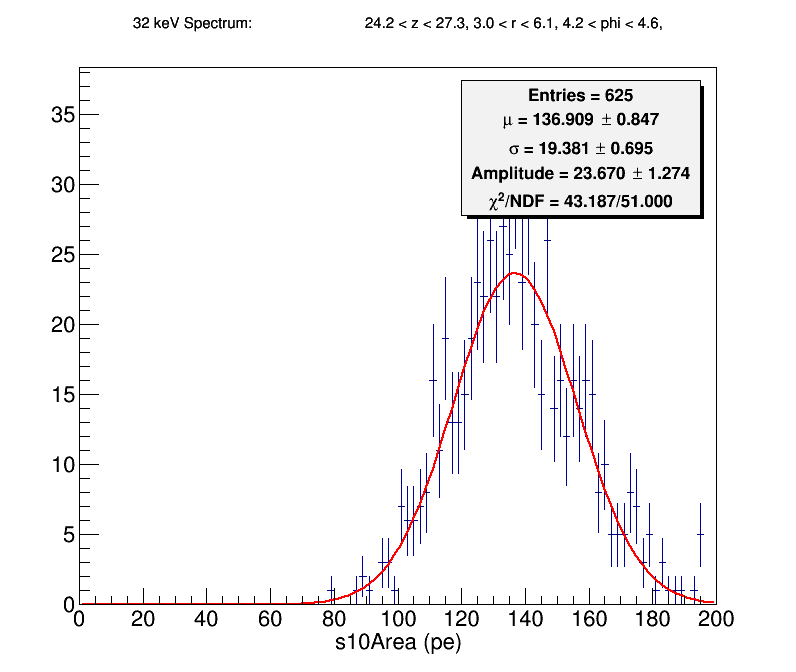 32 keV Spectrum: 24.2 < z < 27.3, 3.0 < r < 6.1, 4.2 < phi < 4.6,
Entries = 625
μ = 136.909 ± 0.847
σ = 19.381 ± 0.695
Amplitude = 23.670 ± 1.274
χ²/NDF = 43.187/51.000
35
30
25
20
15
10
5
0
0 20 40 60 80 100 120 140 160 180 200
s10Area (pe)